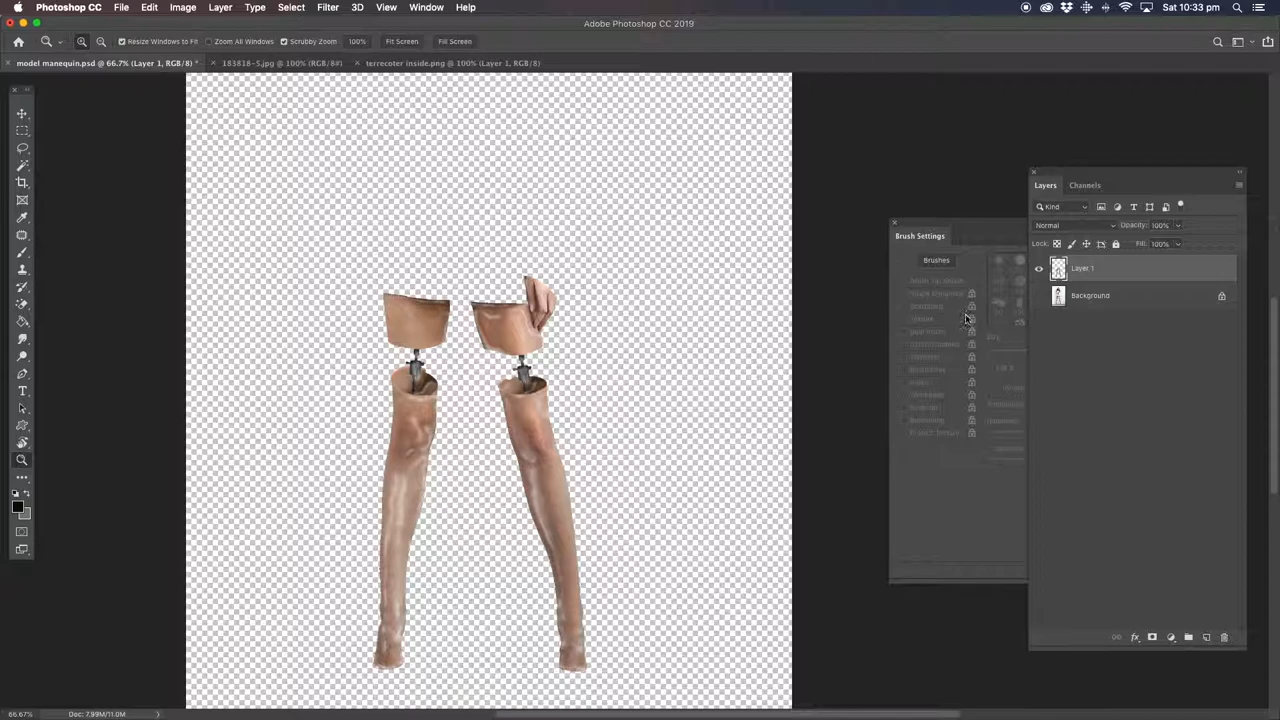 Photoshop CC File Edit Image Layer Type Select Filter 3D View Window Help Sat 10:33 pm
Adobe Photoshop CC 2019
Resize Windows to Fit Zoom All Windows Scrubby Zoom 100% Fit Screen Fill Screen
model manequin.psd @ 66.7% (Layer 1, RGB/8) * 183818-5.jpg @ 100% (RGB/8#) terrecoter inside.png @ 100% (Layer 1, RGB/8)
Layers Channels
Kind
Normal Opacity: 100%
Brush Settings
Lock: Fill: 100%
Brushes
Layer 1
Background
66.67% Doc: 7.99M/11.0M